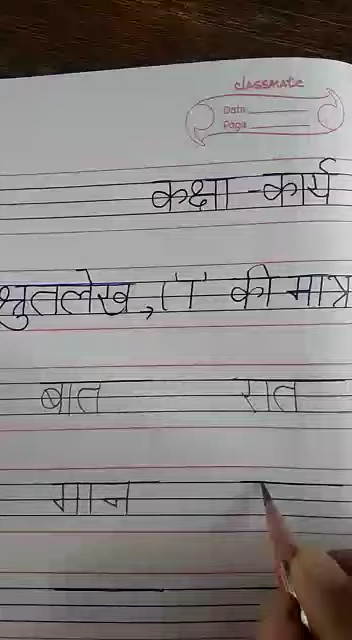 classmate
Date
Page
कक्षा - कार्य
श्रुतलेख, 'ा' की मात्र
बात रात
मान